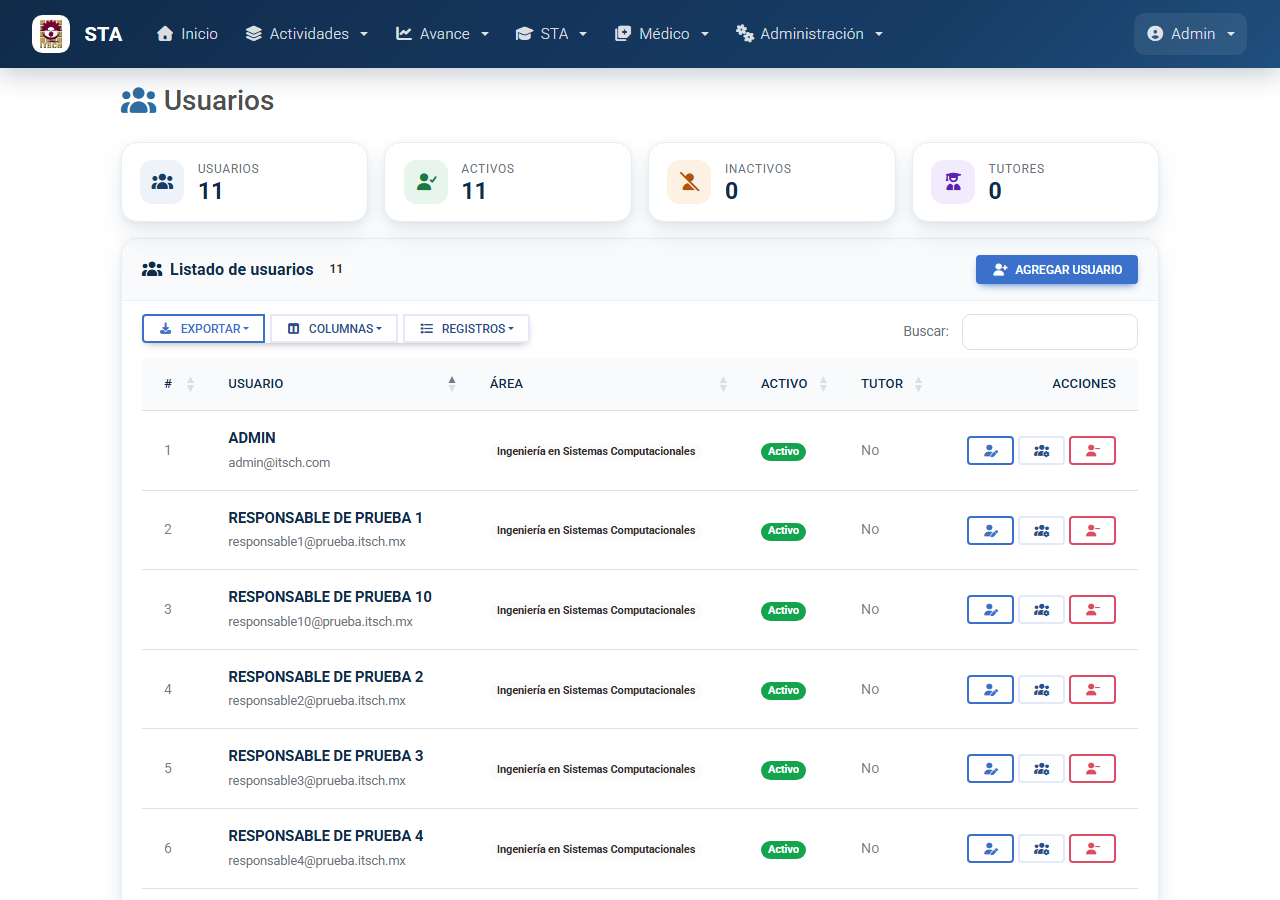 ITSCH STA Inicio Actividades Avance STA Médico Administración Admin
Usuarios
USUARIOS
11
ACTIVOS
11
INACTIVOS
0
TUTORES
0
Listado de usuarios 11 AGREGAR USUARIO
EXPORTAR COLUMNAS REGISTROS Buscar:
# USUARIO ÁREA ACTIVO TUTOR ACCIONES
1 ADMIN Ingeniería en Sistemas Computacionales Activo No
admin@itsch.com
2 RESPONSABLE DE PRUEBA 1 Ingeniería en Sistemas Computacionales Activo No
responsable1@prueba.itsch.mx
3 RESPONSABLE DE PRUEBA 10 Ingeniería en Sistemas Computacionales Activo No
responsable10@prueba.itsch.mx
4 RESPONSABLE DE PRUEBA 2 Ingeniería en Sistemas Computacionales Activo No
responsable2@prueba.itsch.mx
5 RESPONSABLE DE PRUEBA 3 Ingeniería en Sistemas Computacionales Activo No
responsable3@prueba.itsch.mx
6 RESPONSABLE DE PRUEBA 4 Ingeniería en Sistemas Computacionales Activo No
responsable4@prueba.itsch.mx